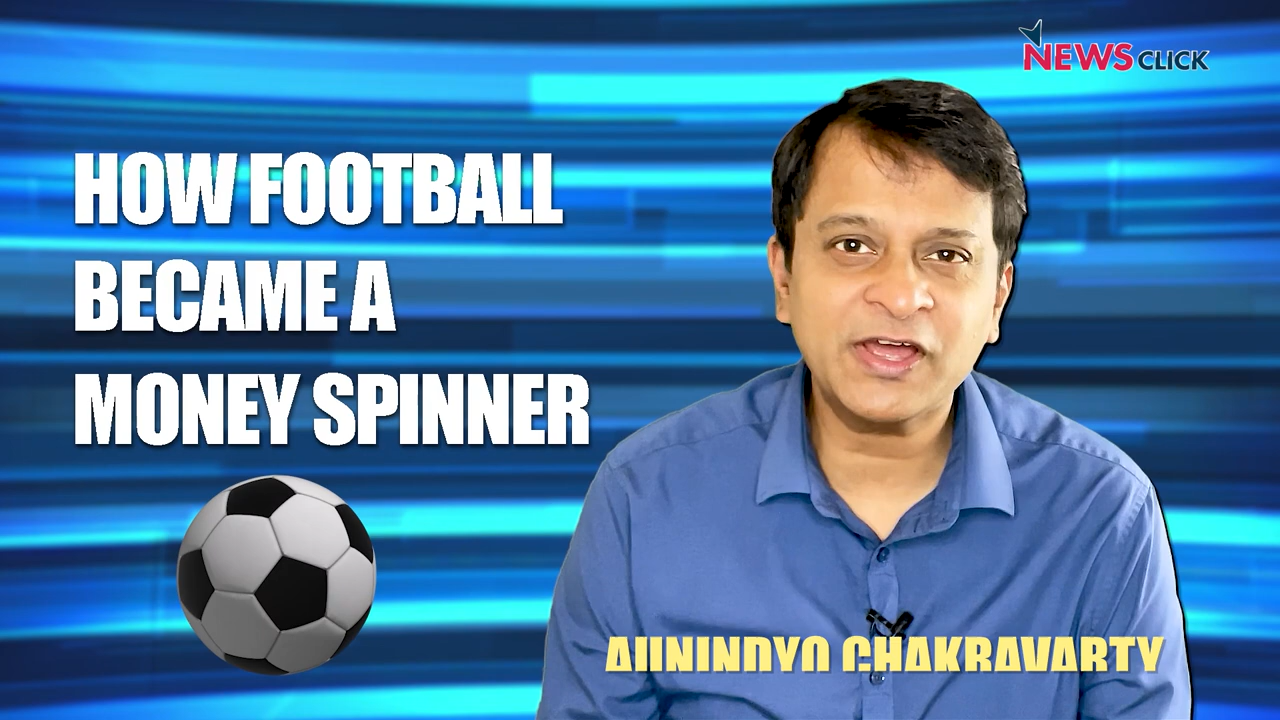 NEWSCLICK
HOW FOOTBALL
BECAME A
MONEY SPINNER
AUNINDYO CHAKRAVARTY